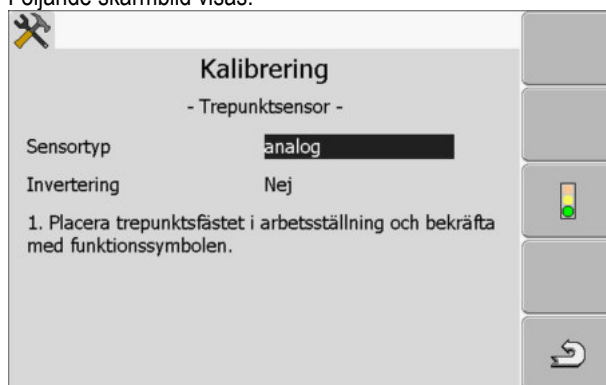 Följande skärmbild visas:
Kalibrering
- Trepunktsensor -
Sensortyp analog
Invertering Nej
1. Placera trepunktsfästet i arbetsställning och bekräfta
med funktionssymbolen.